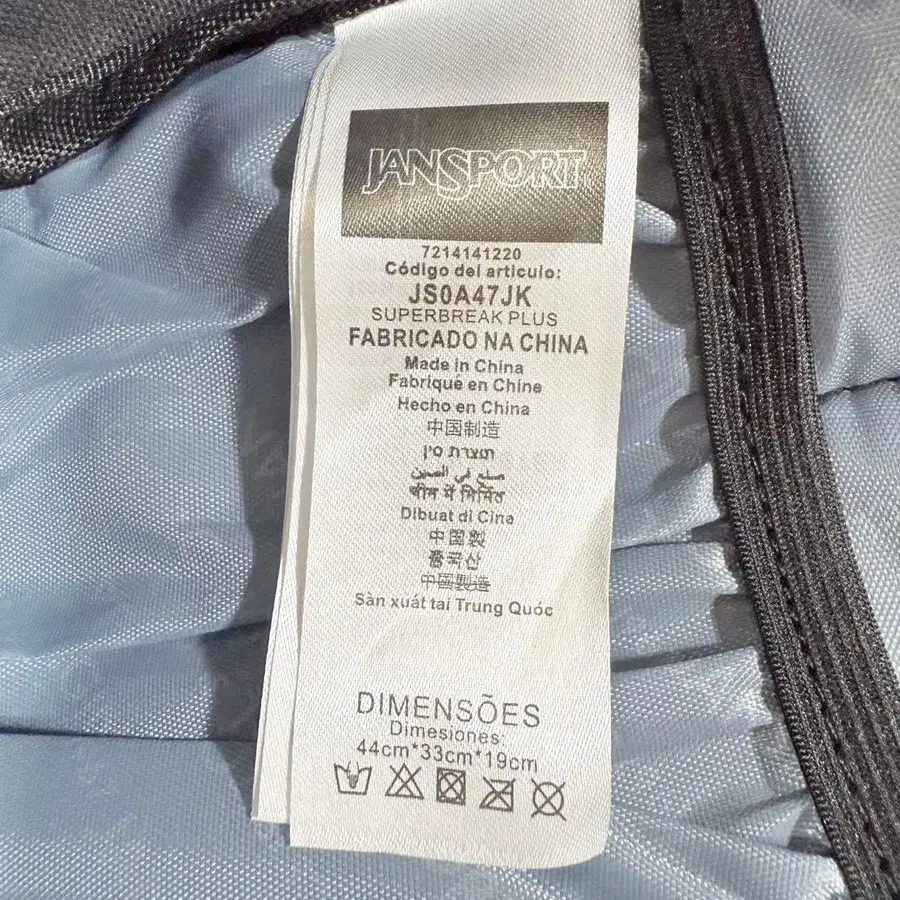 JANSPORT
7214141220
Código del articulo:
JS0A47JK
SUPERBREAK PLUS
FABRICADO NA CHINA
Made in China
Fabriqué en Chine
Hecho en China
中国制造
תוצרת סין
صنع في الصين
चीन में निर्मित
Dibuat di Cina
中国製
중국산
中国製造
Sản xuất tai Trung Quốc
DIMENSÕES
Dimesiones:
44cm*33cm*19cm